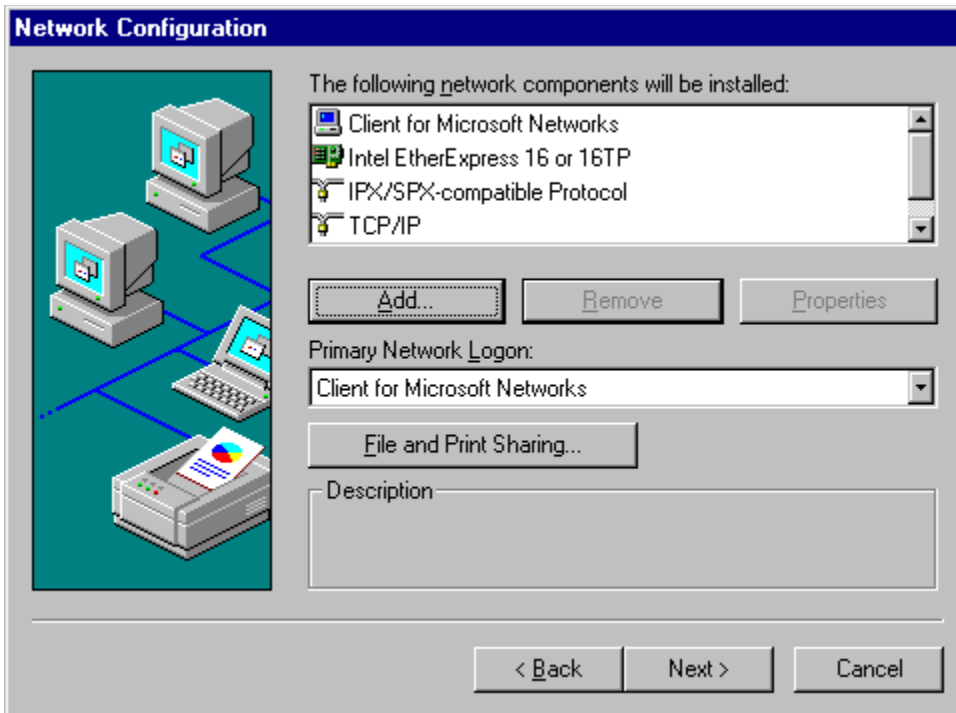 Network Configuration
The following network components will be installed:
Client for Microsoft Networks
Intel EtherExpress 16 or 16TP
IPX/SPX-compatible Protocol
TCP/IP
Add... Remove Properties
Primary Network Logon:
Client for Microsoft Networks
File and Print Sharing...
Description
< Back Next > Cancel